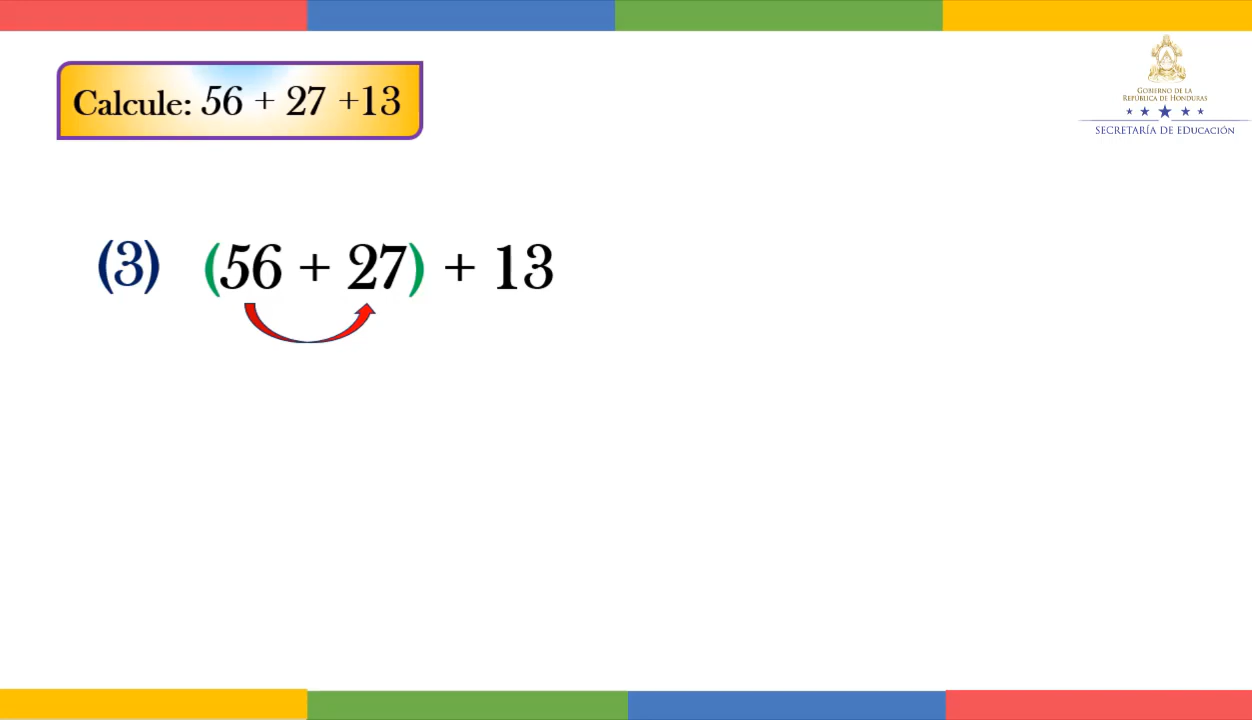 Calcule: 56 + 27 +13
GOBIERNO DE LA
REPÚBLICA DE HONDURAS
SECRETARÍA DE EDUCACIÓN
(3) (56 + 27) + 13